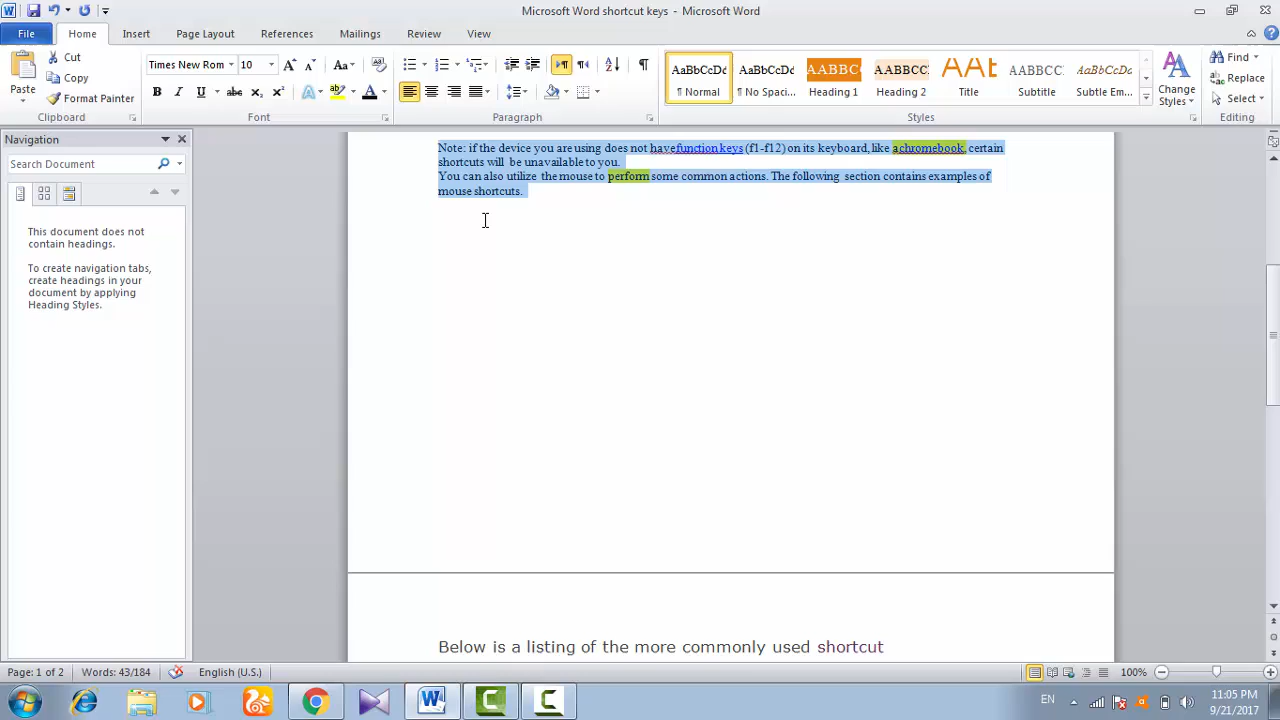 Microsoft Word shortcut keys - Microsoft Word
File Home Insert Page Layout References Mailings Review View
Paste
Cut
Copy
Format Painter
Clipboard
Times New Rom 10
Font
Paragraph
AaBbCcDd AaBbCcDd AABBC AABBCC AAB AABBCCD AaBbCcDd
¶ Normal ¶ No Spaci... Heading 1 Heading 2 Title Subtitle Subtle Em...
Change Styles
Styles
Find
Replace
Select
Editing
Navigation
Search Document
This document does not
contain headings.
To create navigation tabs,
create headings in your
document by applying
Heading Styles.
Note: if the device you are using does not have function keys (f1-f12) on its keyboard, like a chromebook, certain
shortcuts will be unavailable to you.
You can also utilize the mouse to perform some common actions. The following section contains examples of
mouse shortcuts.
Below is a listing of the more commonly used shortcut
Page: 1 of 2 Words: 43/184 English (U.S.) 100%
EN 11:05 PM
9/21/2017